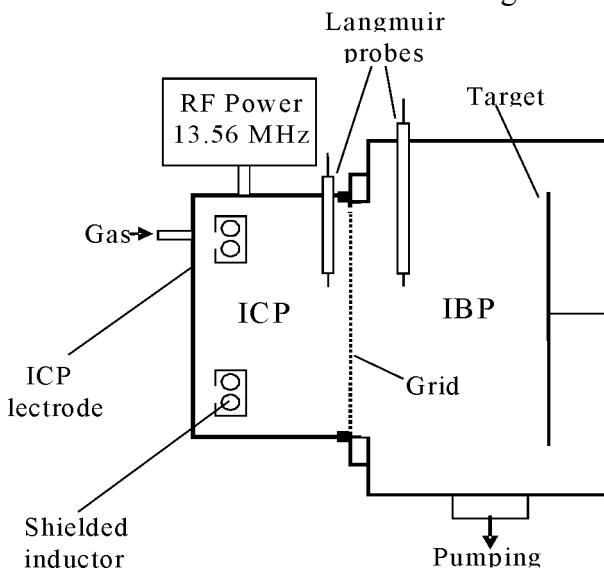 Langmuir
probes
RF Power
13.56 MHz
Target
Gas
ICP
IBP
ICP
lectrode
Grid
Shielded
inductor
Pumping